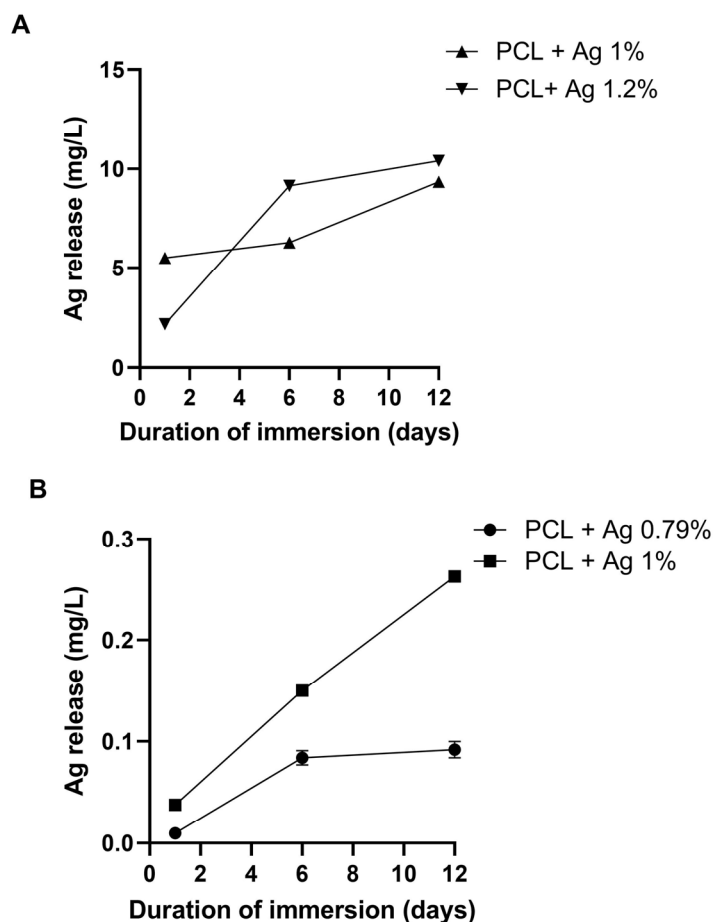 A
PCL + Ag 1%
PCL+ Ag 1.2%
15
10
5
0
Ag release (mg/L)
0 2 4 6 8 10 12
Duration of immersion (days)
B
PCL + Ag 0.79%
PCL + Ag 1%
0.3
0.2
0.1
0.0
Ag release (mg/L)
0 2 4 6 8 10 12
Duration of immersion (days)